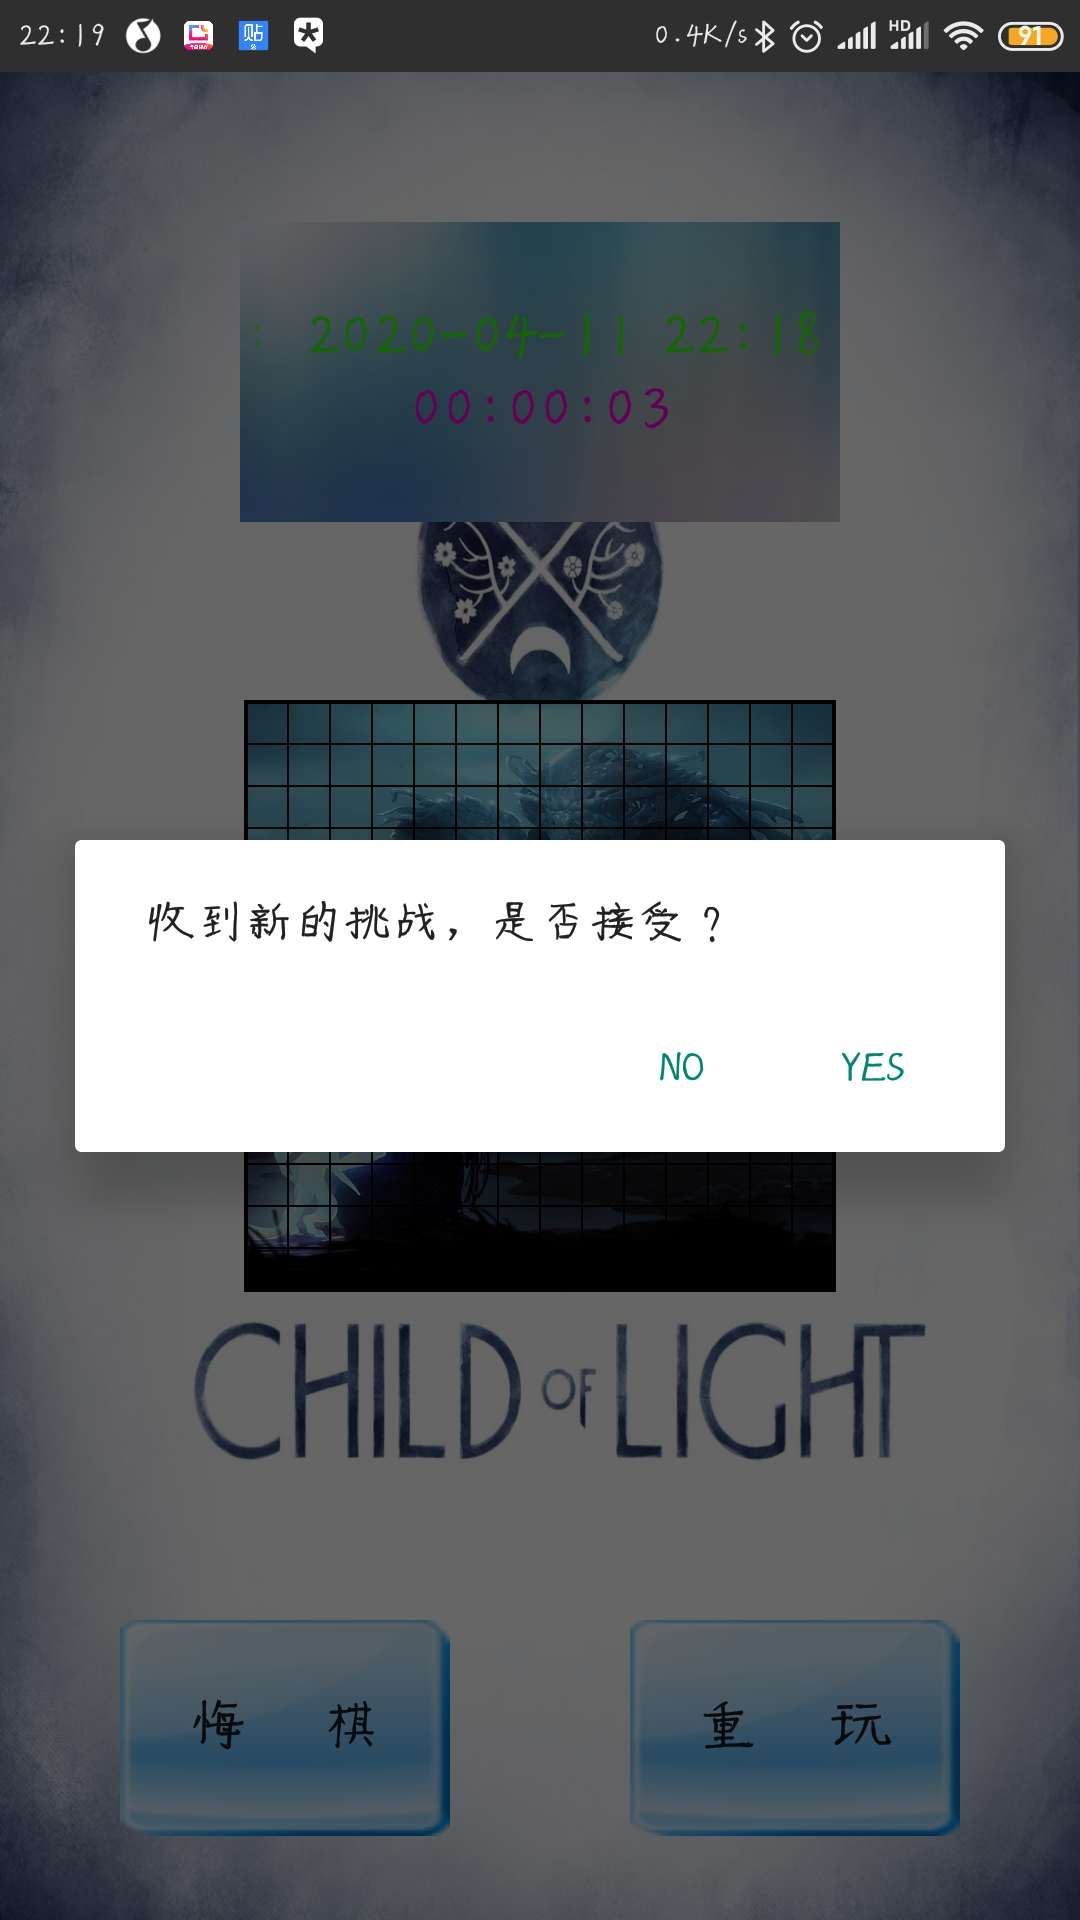 22:19
贴
0.4K/s
HD
91
: 2020-04-11 22:18
00:00:03
收到新的挑战，是否接受？
NO YES
CHILD OF LIGHT
悔 棋
重 玩